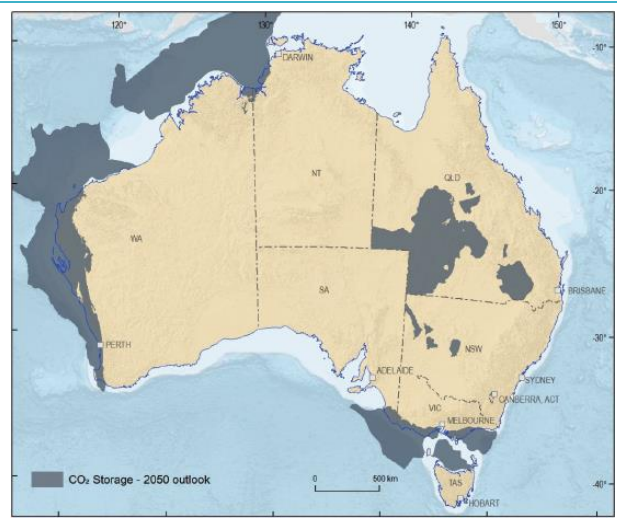 120° 130° 140° 150°
-10°
DARWIN
NT
QLD
-20°
WA
SA
BRISBANE
-30°
PERTH
NSW
ADELAIDE
SYDNEY
CANBERRA, ACT
VIC
MELBOURNE
CO₂ Storage - 2050 outlook
0 500 km
TAS
-40°
HOBART